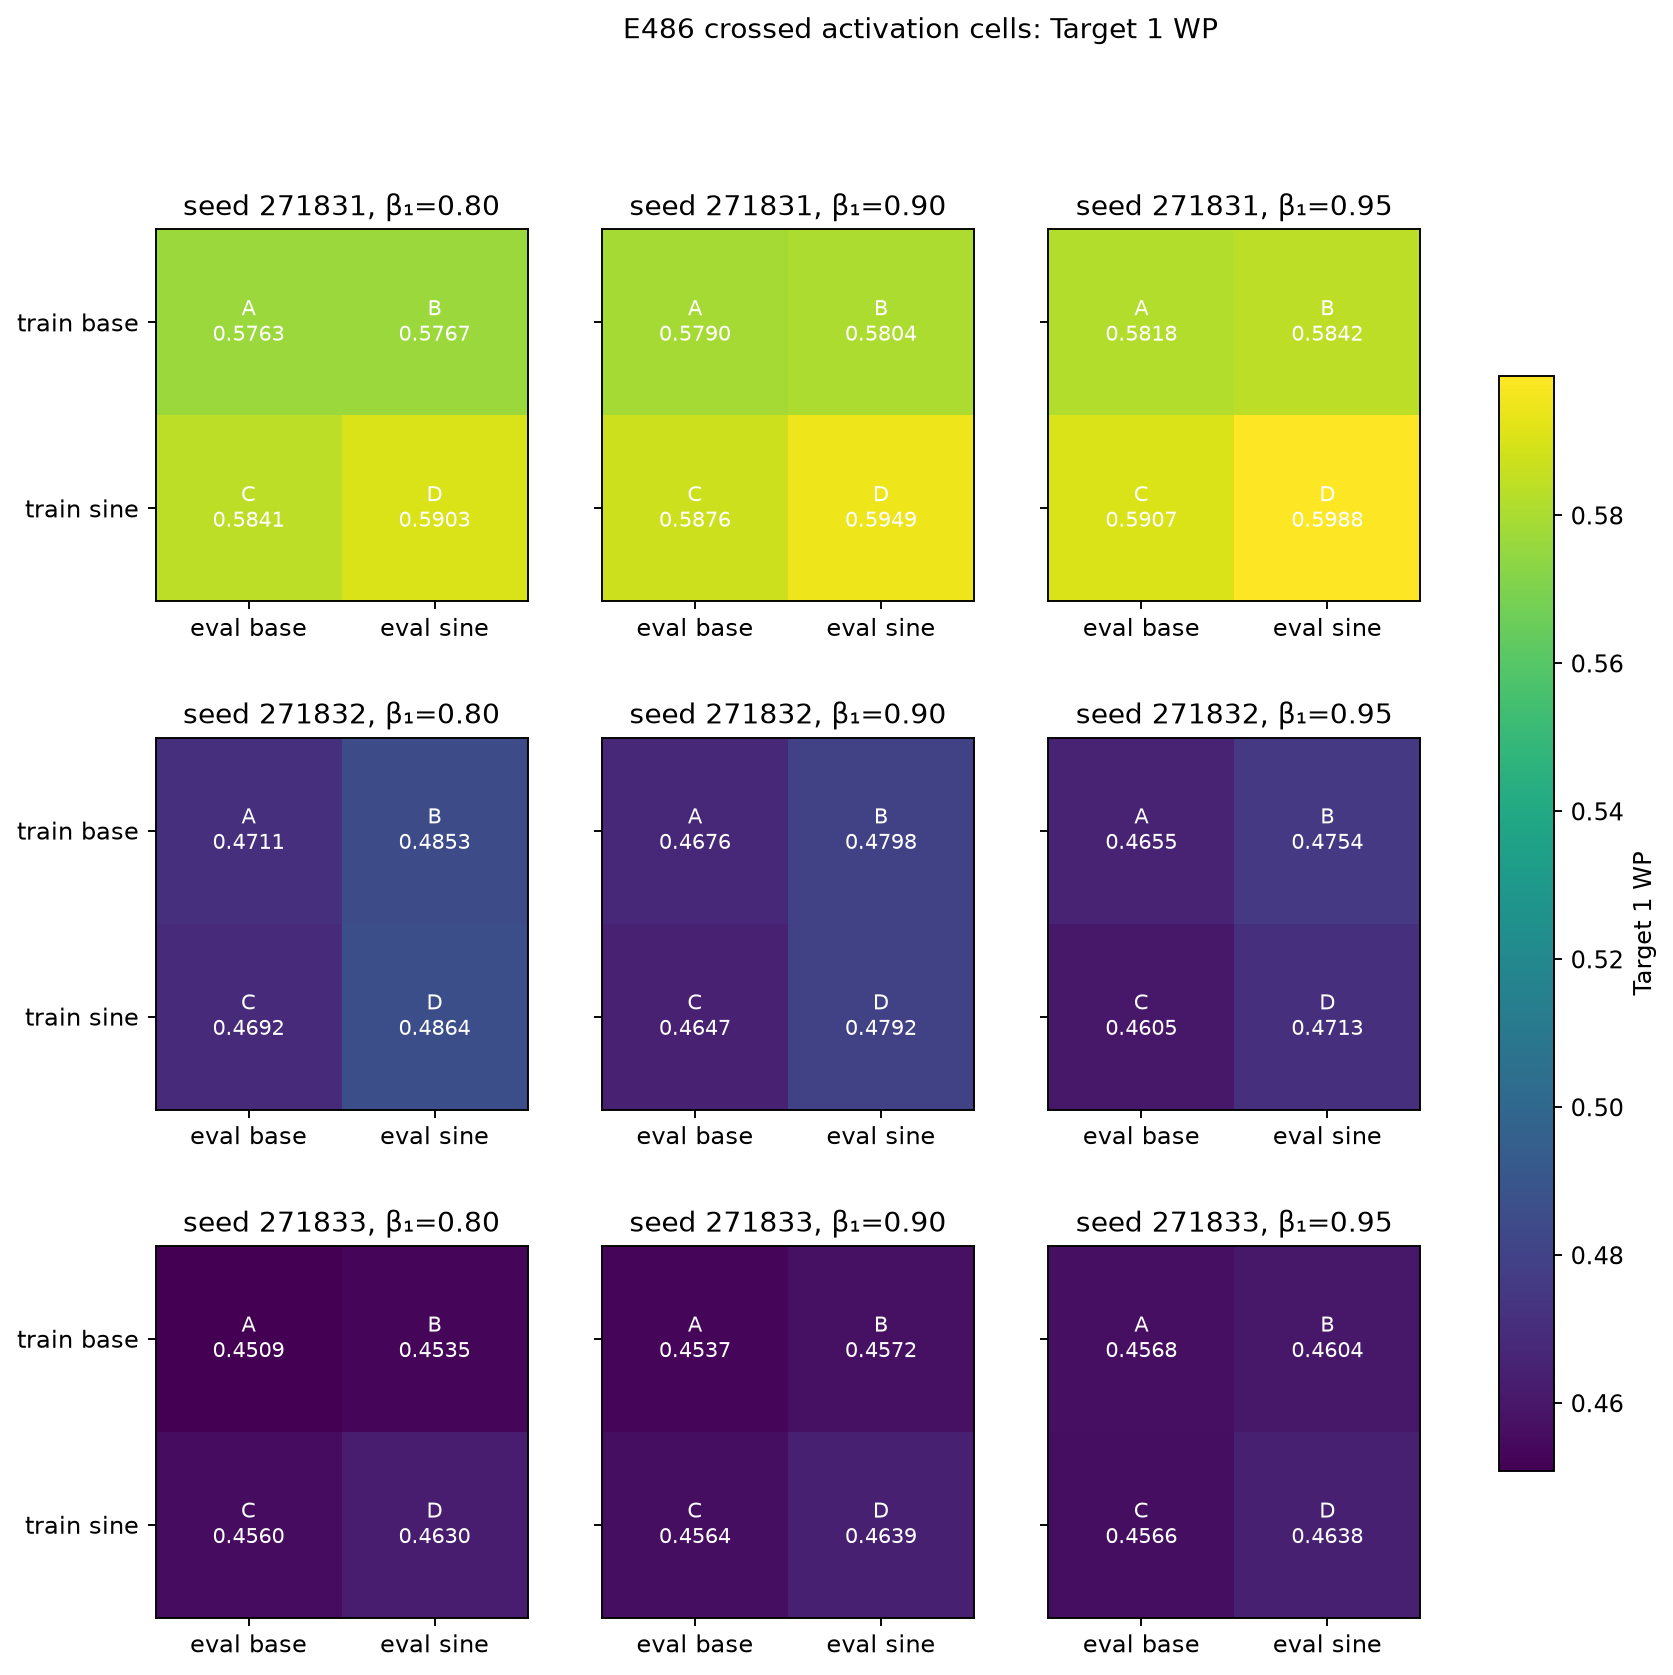 E486 crossed activation cells: Target 1 WP
seed 271831, β₁=0.80
train base
A
0.5763
B
0.5767
train sine
C
0.5841
D
0.5903
eval base
eval sine
seed 271831, β₁=0.90
A
0.5790
B
0.5804
C
0.5876
D
0.5949
eval base
eval sine
seed 271831, β₁=0.95
A
0.5818
B
0.5842
C
0.5907
D
0.5988
eval base
eval sine
seed 271832, β₁=0.80
train base
A
0.4711
B
0.4853
train sine
C
0.4692
D
0.4864
eval base
eval sine
seed 271832, β₁=0.90
A
0.4676
B
0.4798
C
0.4647
D
0.4792
eval base
eval sine
seed 271832, β₁=0.95
A
0.4655
B
0.4754
C
0.4605
D
0.4713
eval base
eval sine
seed 271833, β₁=0.80
train base
A
0.4509
B
0.4535
train sine
C
0.4560
D
0.4630
eval base
eval sine
seed 271833, β₁=0.90
A
0.4537
B
0.4572
C
0.4564
D
0.4639
eval base
eval sine
seed 271833, β₁=0.95
A
0.4568
B
0.4604
C
0.4566
D
0.4638
eval base
eval sine
0.58
0.56
0.54
0.52
0.50
0.48
0.46
Target 1 WP